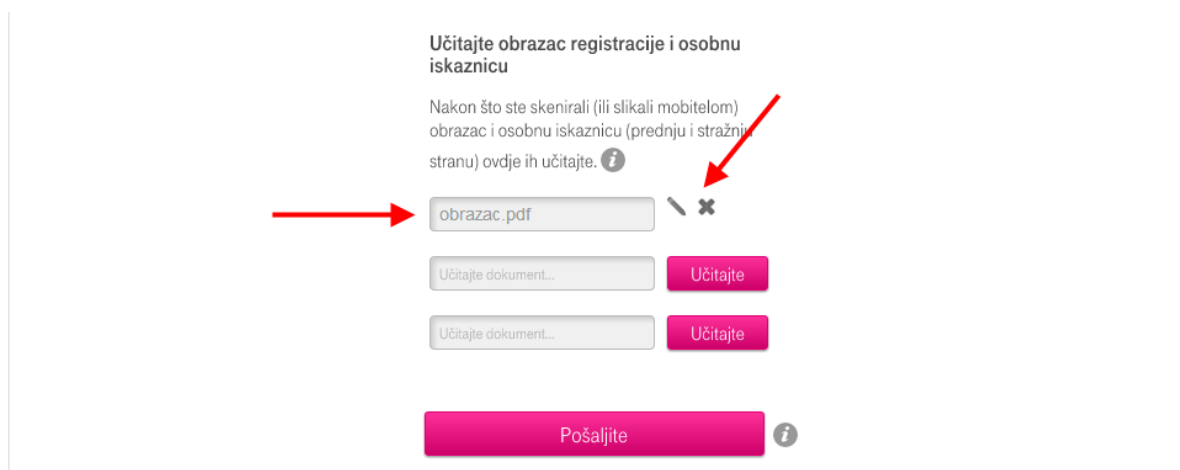 Učitajte obrazac registracije i osobnu
iskaznicu
Nakon što ste skenirali (ili slikali mobitelom)
obrazac i osobnu iskaznicu (prednju i stražnju
stranu) ovdje ih učitajte.
obrazac.pdf
Učitajte dokument... Učitajte
Učitajte dokument... Učitajte
Pošaljite